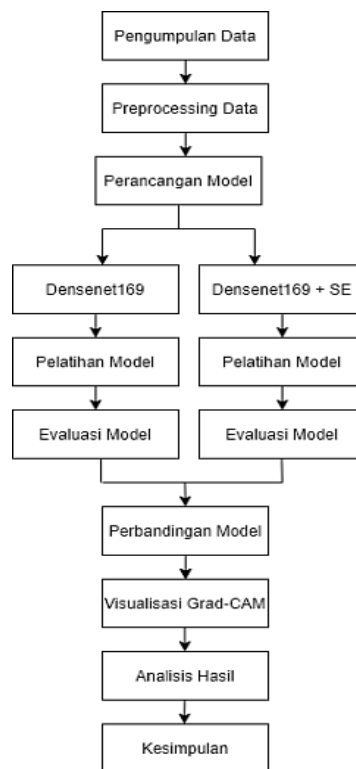 Pengumpulan Data
Preprocessing Data
Perancangan Model
Densenet169
Densenet169 + SE
Pelatihan Model
Pelatihan Model
Evaluasi Model
Evaluasi Model
Perbandingan Model
Visualisasi Grad-CAM
Analisis Hasil
Kesimpulan